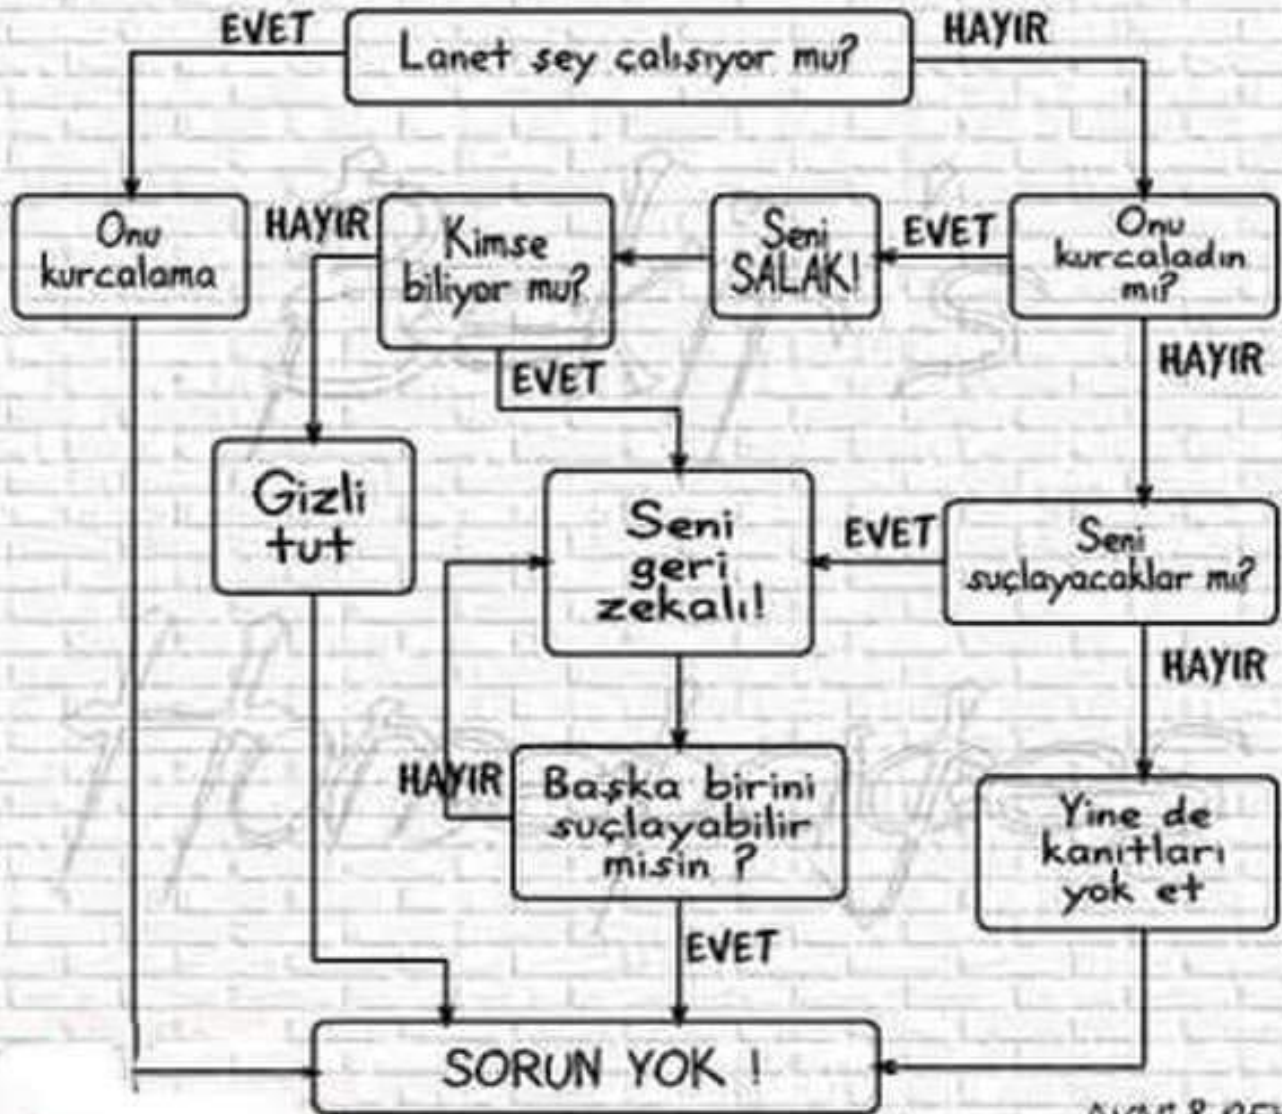 EVET
Lanet şey çalışıyor mu?
HAYIR
Onu
kurcalama
HAYIR
Kimse
biliyor mu?
Seni
SALAK!
EVET
Onu
kurcaladın
mı?
EVET
HAYIR
Gizli
tut
Seni
geri
zekalı!
EVET
Seni
suçlayacaklar mı?
HAYIR
HAYIR
Başka birini
suçlayabilir
misin ?
Yine de
kanıtları
yok et
EVET
SORUN YOK !